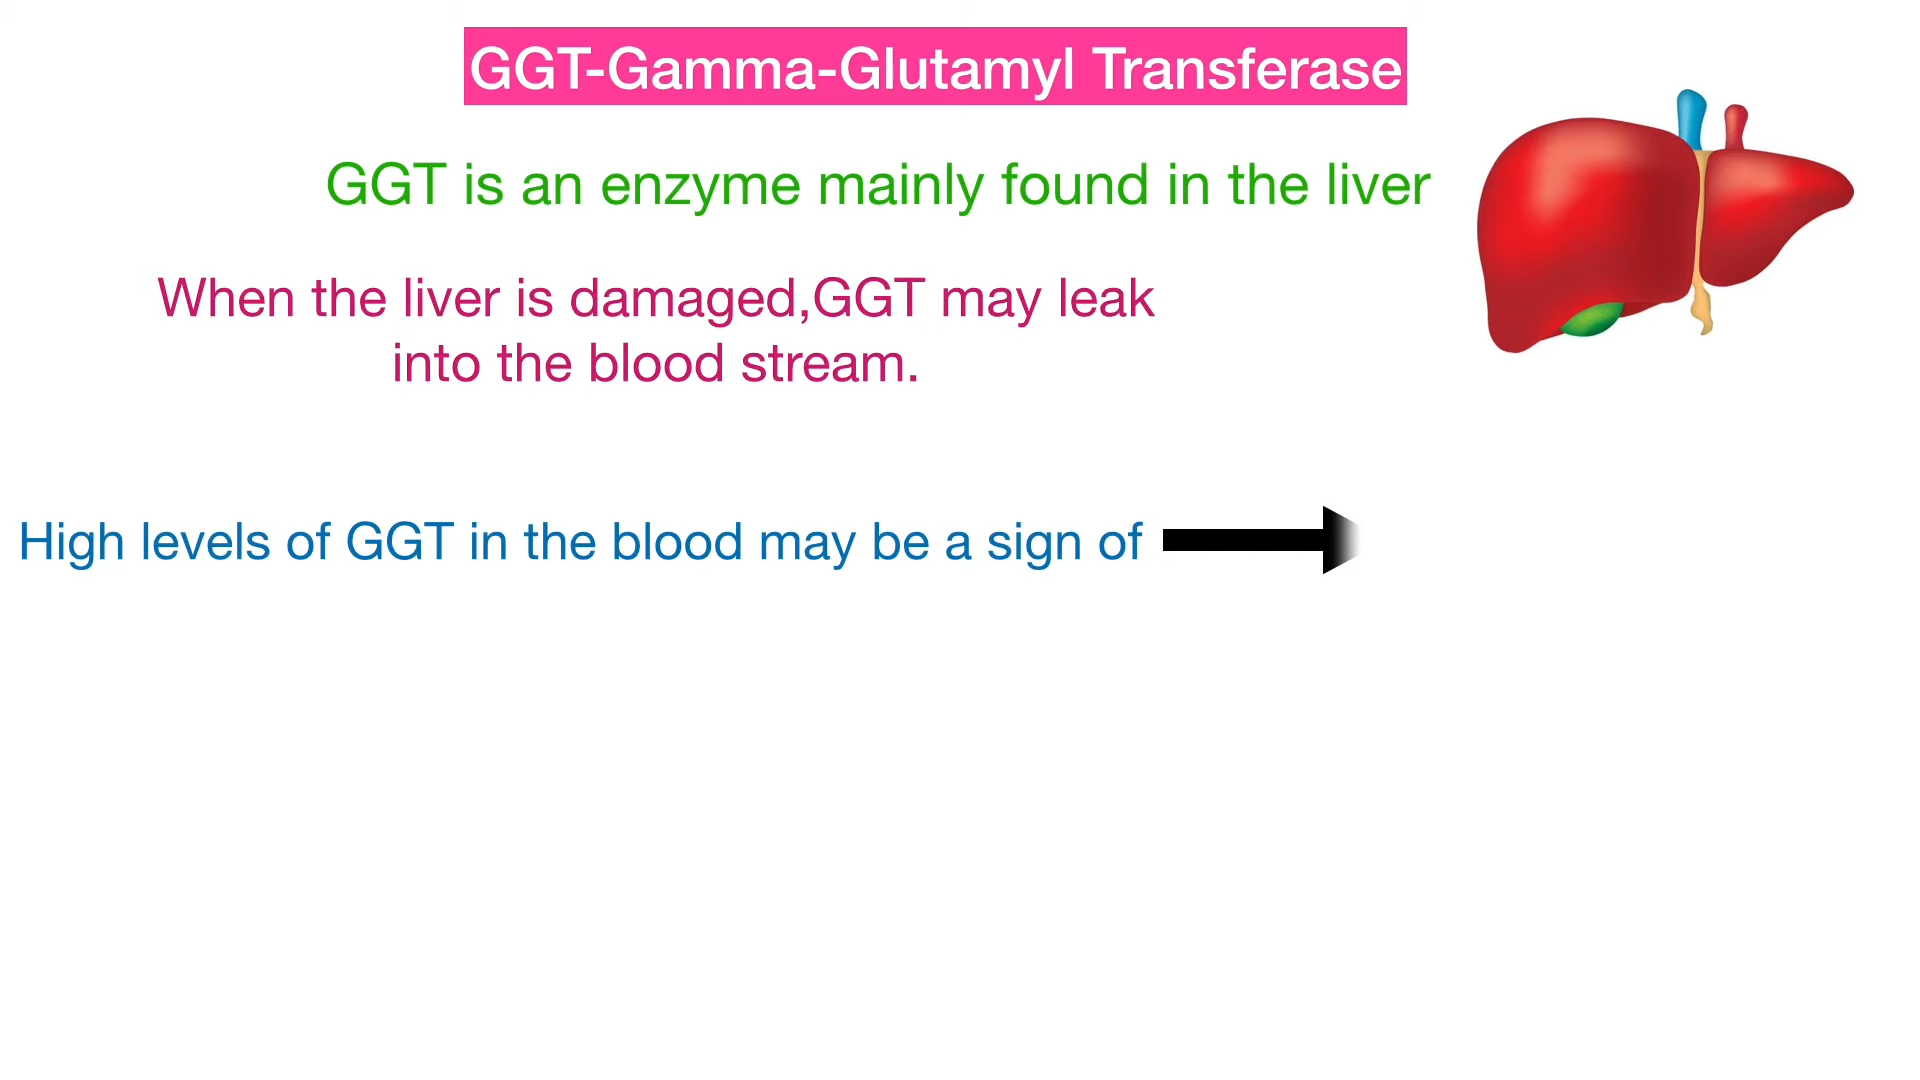 GGT-Gamma-Glutamyl Transferase
GGT is an enzyme mainly found in the liver
When the liver is damaged,GGT may leak
into the blood stream.
High levels of GGT in the blood may be a sign of